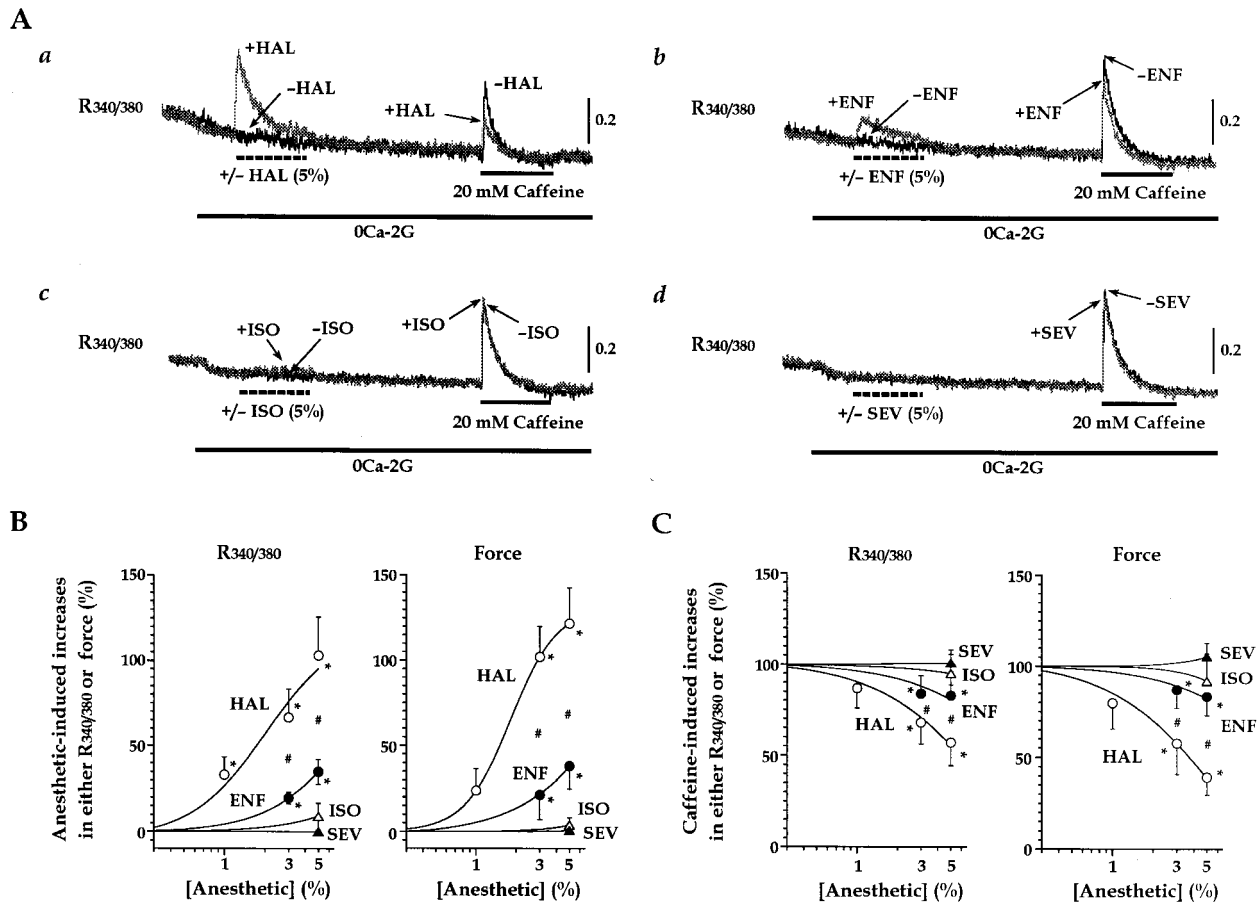 A
a
+HAL
–HAL
–HAL
+HAL
R340/380
0.2
+/– HAL (5%)
20 mM Caffeine
0Ca-2G
b
–ENF
+ENF
–ENF
+ENF
R340/380
0.2
+/– ENF (5%)
20 mM Caffeine
0Ca-2G
c
+ISO
–ISO
+ISO
–ISO
R340/380
0.2
+/– ISO (5%)
20 mM Caffeine
0Ca-2G
d
–SEV
+SEV
R340/380
0.2
+/– SEV (5%)
20 mM Caffeine
0Ca-2G
B
Anesthetic-induced increases
in either R340/380 or force (%)
R340/380
150
100
50
0
HAL
ENF
ISO
SEV
*
*
*
#
#
*
*
1
3
5
[Anesthetic] (%)
Force
150
100
50
0
HAL
ENF
ISO
SEV
*
*
#
#
*
*
1
3
5
[Anesthetic] (%)
C
Caffeine-induced increases
in either R340/380 or force (%)
R340/380
150
100
50
0
SEV
ISO
ENF
HAL
*
*
#
#
*
*
1
3
5
[Anesthetic] (%)
Force
150
100
50
0
SEV
ISO
ENF
HAL
*
*
#
#
*
*
1
3
5
[Anesthetic] (%)